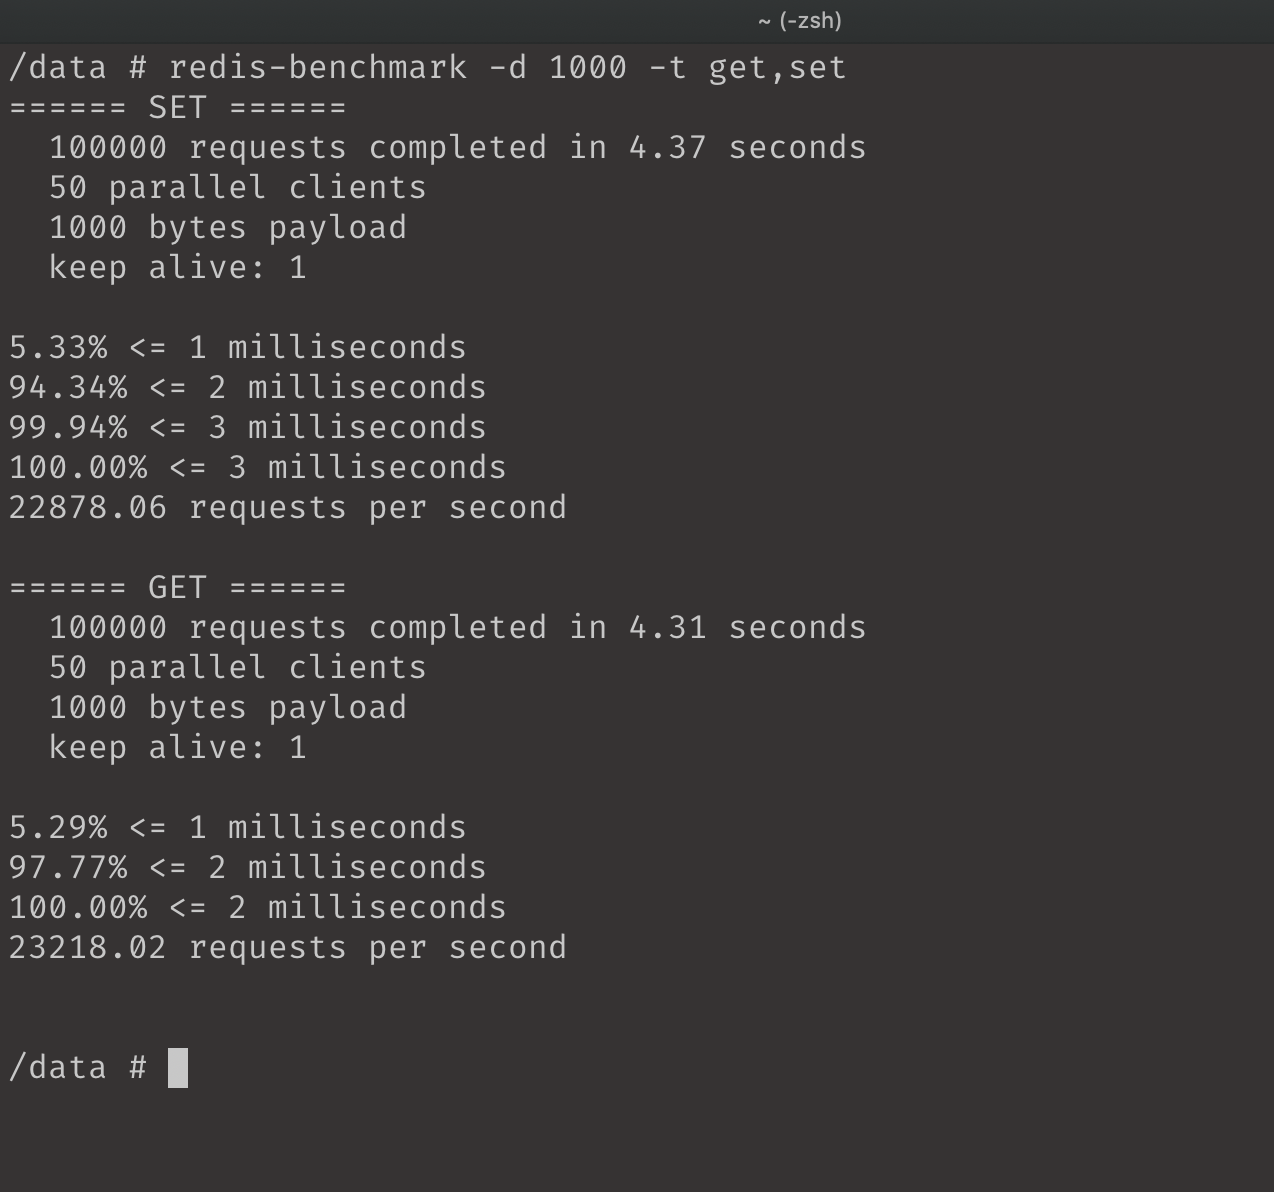 ~ (-zsh)
/data # redis-benchmark -d 1000 -t get,set
====== SET ======
  100000 requests completed in 4.37 seconds
  50 parallel clients
  1000 bytes payload
  keep alive: 1

5.33% <= 1 milliseconds
94.34% <= 2 milliseconds
99.94% <= 3 milliseconds
100.00% <= 3 milliseconds
22878.06 requests per second

====== GET ======
  100000 requests completed in 4.31 seconds
  50 parallel clients
  1000 bytes payload
  keep alive: 1

5.29% <= 1 milliseconds
97.77% <= 2 milliseconds
100.00% <= 2 milliseconds
23218.02 requests per second

/data #